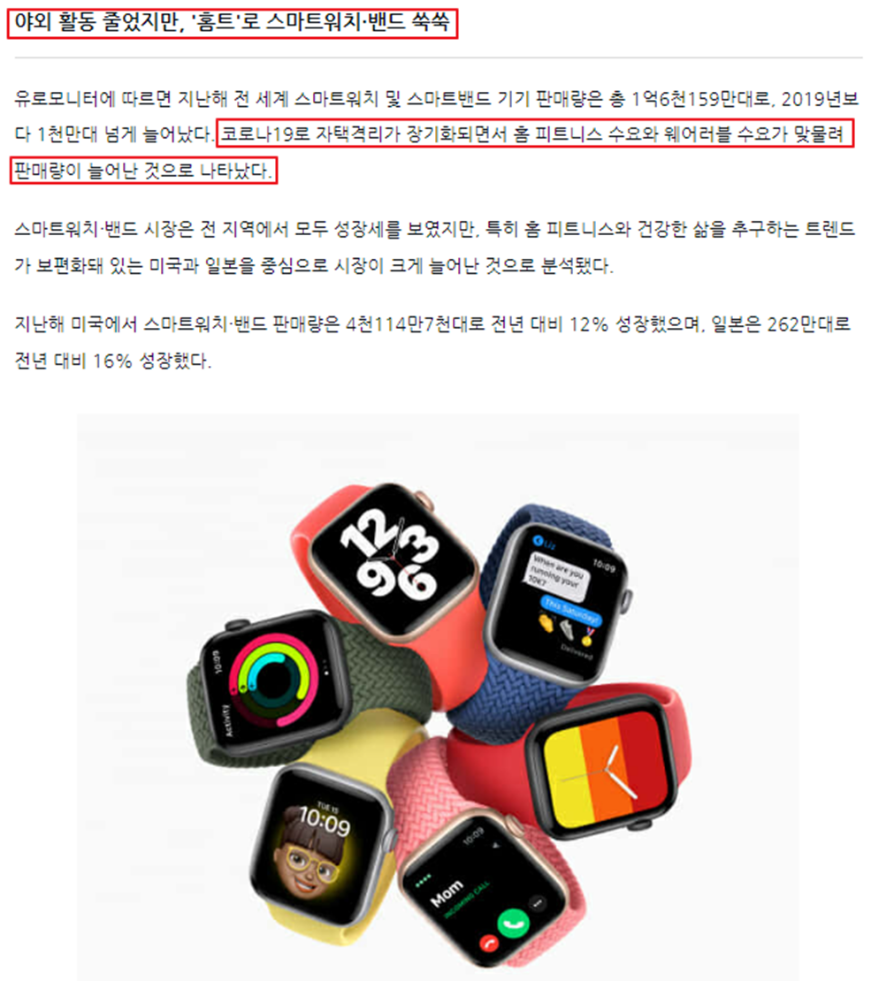 야외 활동 줄었지만, '홈트'로 스마트워치·밴드 쑥쑥
유로모니터에 따르면 지난해 전 세계 스마트워치 및 스마트밴드 기기 판매량은 총 1억6천159만대로, 2019년보
다 1천만대 넘게 늘어났다. 코로나19로 자택격리가 장기화되면서 홈 피트니스 수요와 웨어러블 수요가 맞물려
판매량이 늘어난 것으로 나타났다.
스마트워치·밴드 시장은 전 지역에서 모두 성장세를 보였지만, 특히 홈 피트니스와 건강한 삶을 추구하는 트렌드
가 보편화돼 있는 미국과 일본을 중심으로 시장이 크게 늘어난 것으로 분석됐다.
지난해 미국에서 스마트워치·밴드 판매량은 4천114만7천대로 전년 대비 12% 성장했으며, 일본은 262만대로
전년 대비 16% 성장했다.
12 3
9 6
Liz
10:09
When are you
running your
10K?
This Saturday!
Delivered
10:09
Activity
TUE 15
10:09
10:09
Mom
INCOMING CALL